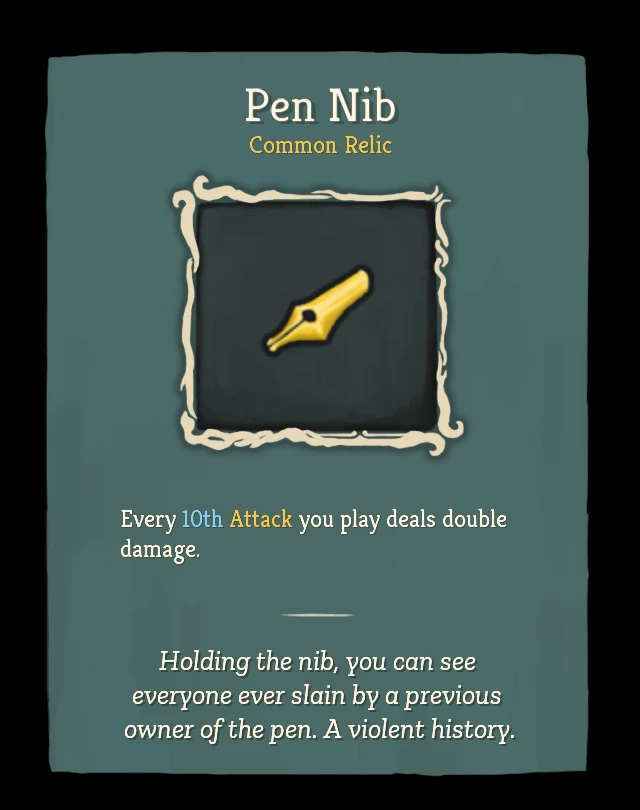 Pen Nib
Common Relic
Every 10th Attack you play deals double
damage.
Holding the nib, you can see
everyone ever slain by a previous
owner of the pen. A violent history.